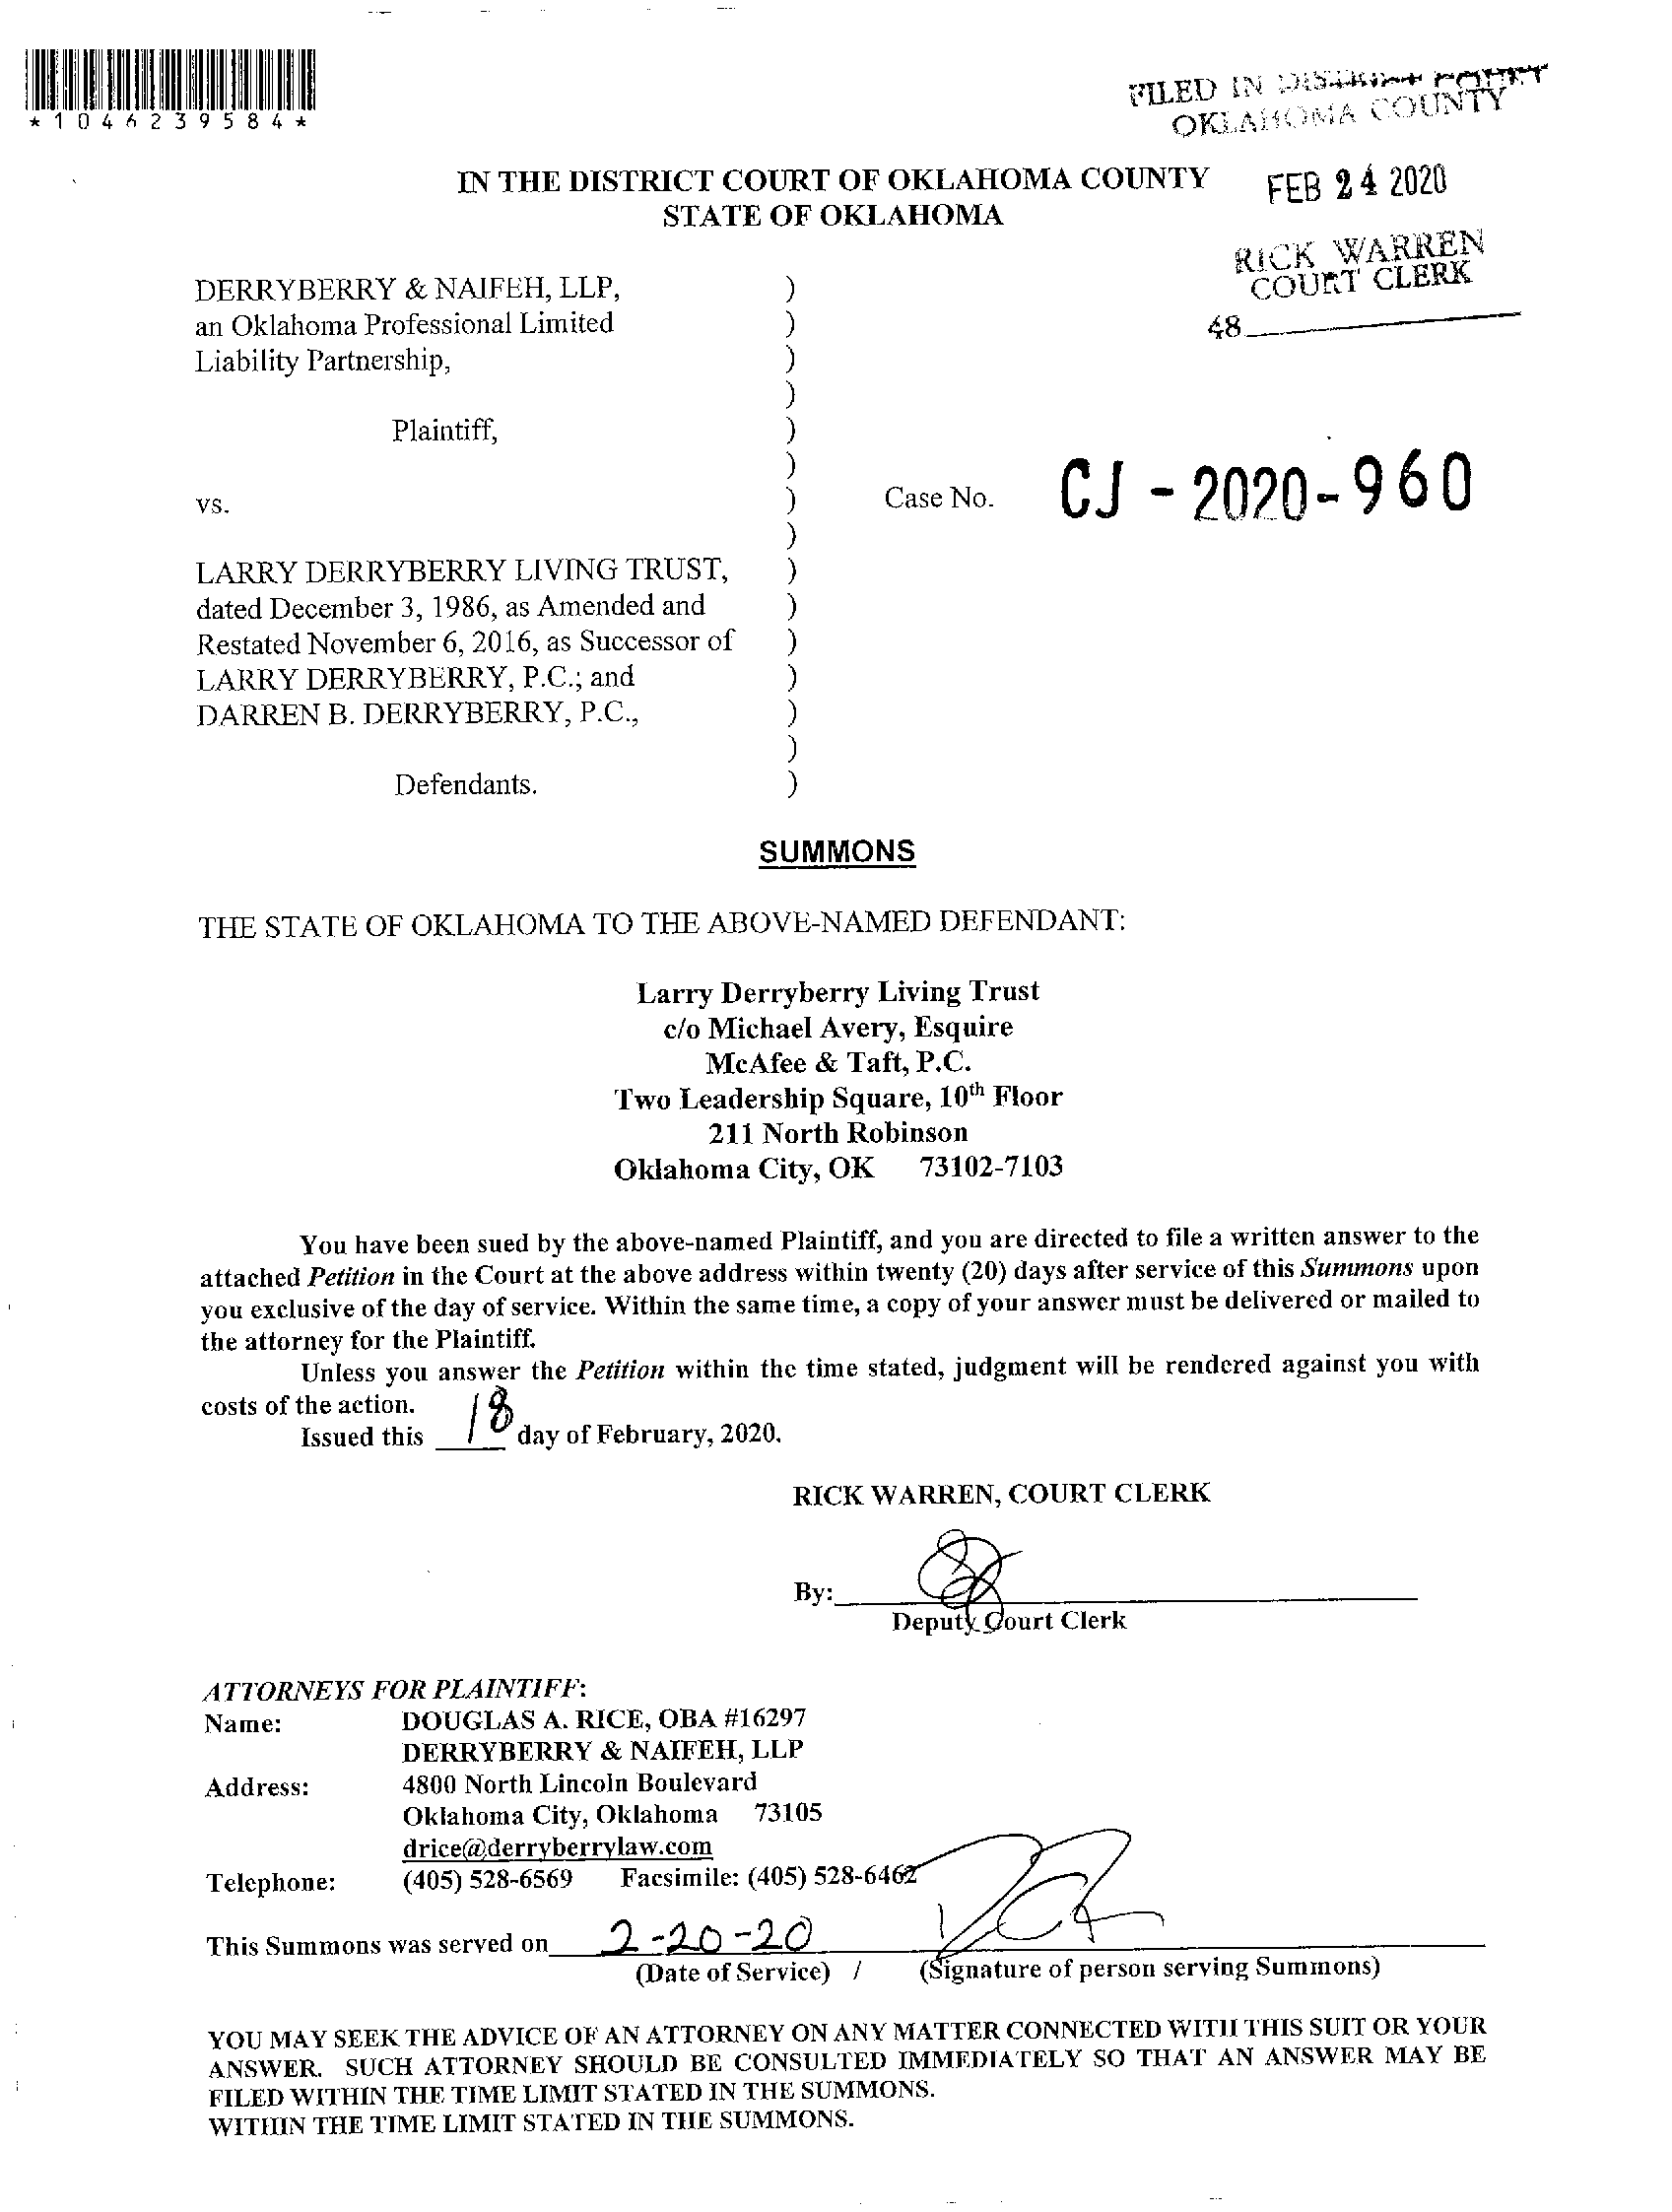 *1046239584*
FILED IN DISTRICT COURT
OKLAHOMA COUNTY
IN THE DISTRICT COURT OF OKLAHOMA COUNTY
STATE OF OKLAHOMA
FEB 24 2020
RICK WARREN
COURT CLERK
48
DERRYBERRY & NAIFEH, LLP, )
an Oklahoma Professional Limited )
Liability Partnership, )
)
Plaintiff, )
)
vs. ) Case No. CJ - 2020 - 960
)
LARRY DERRYBERRY LIVING TRUST, )
dated December 3, 1986, as Amended and )
Restated November 6, 2016, as Successor of )
LARRY DERRYBERRY, P.C.; and )
DARREN B. DERRYBERRY, P.C., )
)
Defendants. )
SUMMONS
THE STATE OF OKLAHOMA TO THE ABOVE-NAMED DEFENDANT:
Larry Derryberry Living Trust
c/o Michael Avery, Esquire
McAfee & Taft, P.C.
Two Leadership Square, 10th Floor
211 North Robinson
Oklahoma City, OK 73102-7103
You have been sued by the above-named Plaintiff, and you are directed to file a written answer to the
attached Petition in the Court at the above address within twenty (20) days after service of this Summons upon
you exclusive of the day of service. Within the same time, a copy of your answer must be delivered or mailed to
the attorney for the Plaintiff.
Unless you answer the Petition within the time stated, judgment will be rendered against you with
costs of the action.
Issued this 18 day of February, 2020.
RICK WARREN, COURT CLERK
By:
Deputy Court Clerk
ATTORNEYS FOR PLAINTIFF:
Name: DOUGLAS A. RICE, OBA #16297
DERRYBERRY & NAIFEH, LLP
Address: 4800 North Lincoln Boulevard
Oklahoma City, Oklahoma 73105
drice@derryberrylaw.com
Telephone: (405) 528-6569 Facsimile: (405) 528-6462
This Summons was served on 2-20-20
(Date of Service) / (Signature of person serving Summons)
YOU MAY SEEK THE ADVICE OF AN ATTORNEY ON ANY MATTER CONNECTED WITH THIS SUIT OR YOUR
ANSWER. SUCH ATTORNEY SHOULD BE CONSULTED IMMEDIATELY SO THAT AN ANSWER MAY BE
FILED WITHIN THE TIME LIMIT STATED IN THE SUMMONS.
WITHIN THE TIME LIMIT STATED IN THE SUMMONS.